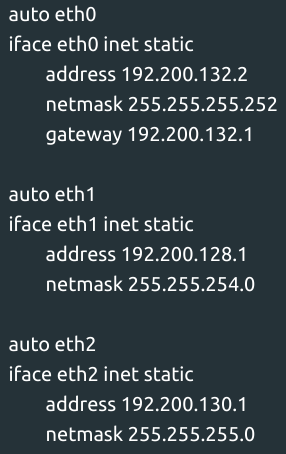 auto eth0
iface eth0 inet static
address 192.200.132.2
netmask 255.255.255.252
gateway 192.200.132.1
auto eth1
iface eth1 inet static
address 192.200.128.1
netmask 255.255.254.0
auto eth2
iface eth2 inet static
address 192.200.130.1
netmask 255.255.255.0